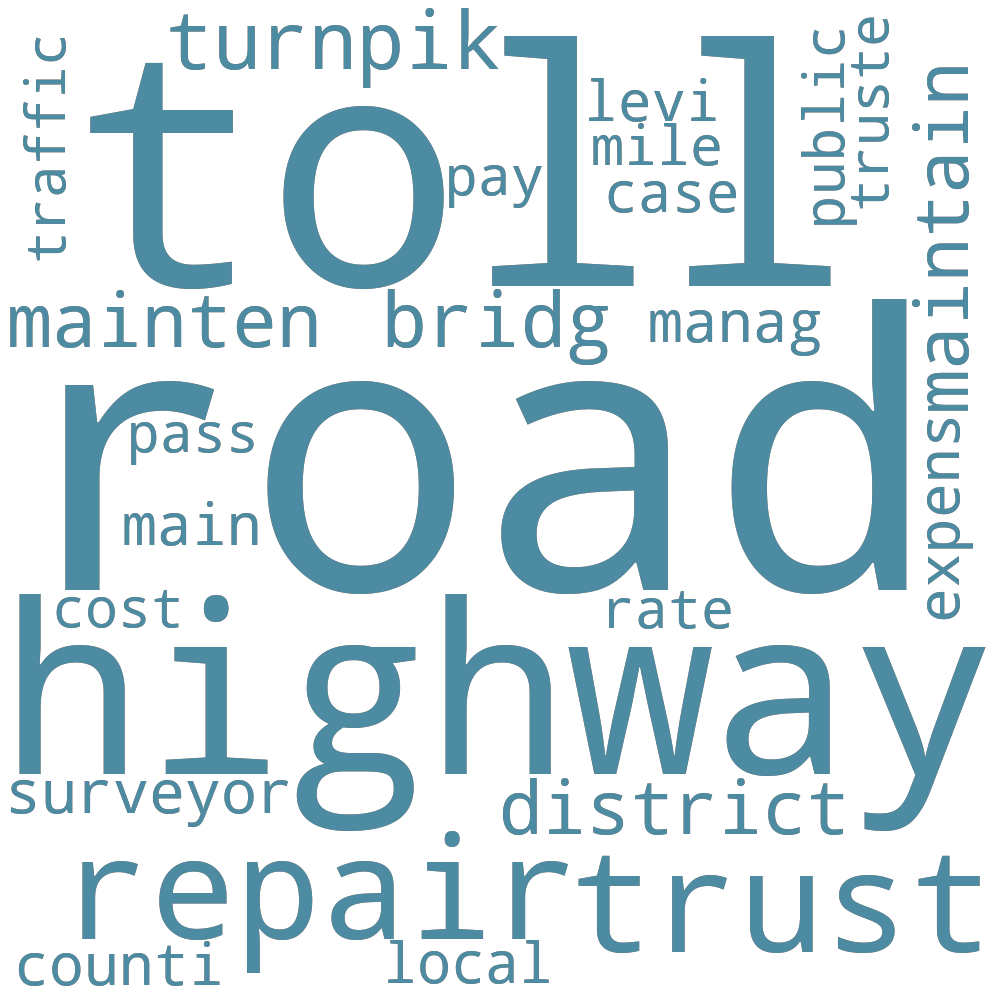 turnpik
toll
traffic
levi
mile
case
pay
public
truste
maintain
mainten
bridg
manag
road
pass
main
expens
cost
rate
highway
surveyor
district
repair
trust
counti
local